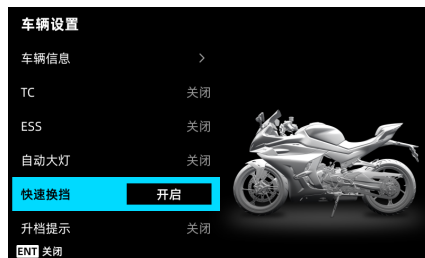 车辆设置
车辆信息
TC 关闭
ESS 关闭
自动大灯 关闭
快速换挡 开启
升档提示 关闭
ENT 关闭